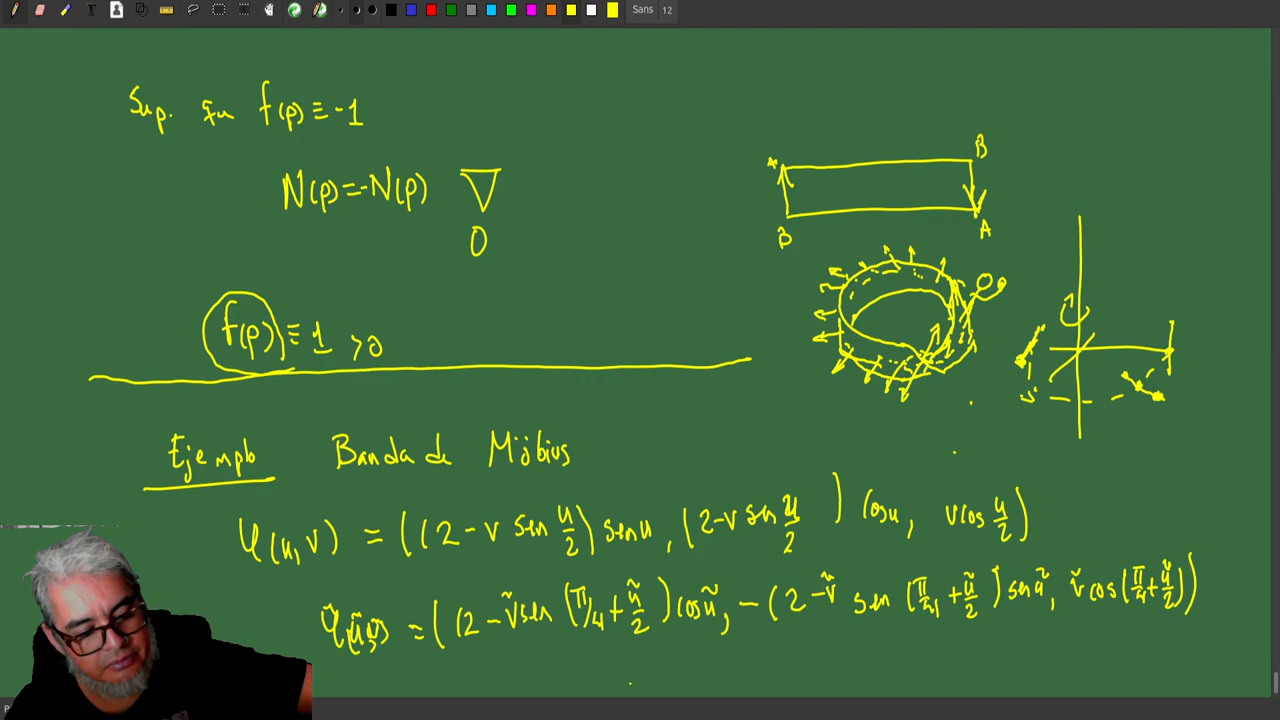 Sans 12
Sup. que f(p) ≡ -1
N(p) = -N(p) ▽
0
f(p) ≡ 1 > 0
A B
B A
Ejemplo Banda de Möbius
φ(u, v) = ((2 - v sen u/2) sen u, (2 - v sen u/2) cos u, v cos u/2)
φ̃(ũ, ṽ) = ((2 - ṽ sen (π/4 + ũ/2) cos ũ, - (2 - ṽ sen (π/4 + ũ/2) sen ũ, ṽ cos (π/4 + ũ/2))